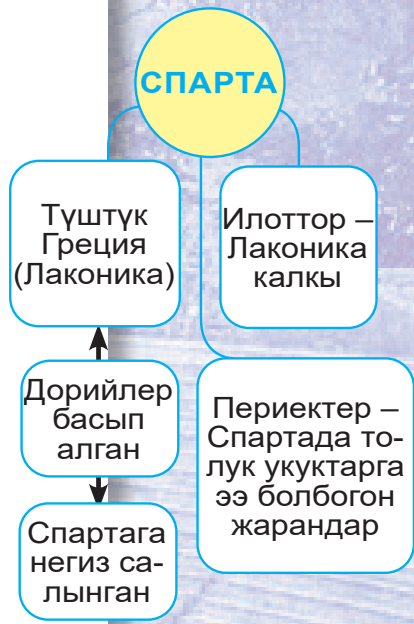 СПАРТА
Түштүк
Греция
(Лаконика)
Илоттор –
Лаконика
калкы
Дорийлер
басып
алган
Периектер –
Спартада то-
лук укуктарга
ээ болбогон
жарандар
Спартага
негиз са-
лынган